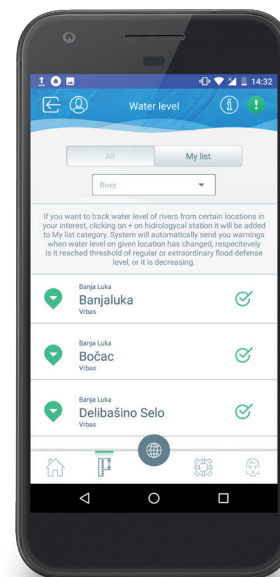 1
14:32
Water level
All
My list
River
If you want to track water level of rivers from certain locations in
your interest, clicking on + on hidrologycal station it will be added
to My list category. System will automatically send you warnings
when water level on given location has changed, respecitevely
is it reached threshold of regular or extraordinary flood defense
level, or it is decreasing.
Banja Luka
Banjaluka
Vrbas
Banja Luka
Bočac
Vrbas
Banja Luka
Delibašino Selo
Vrbas